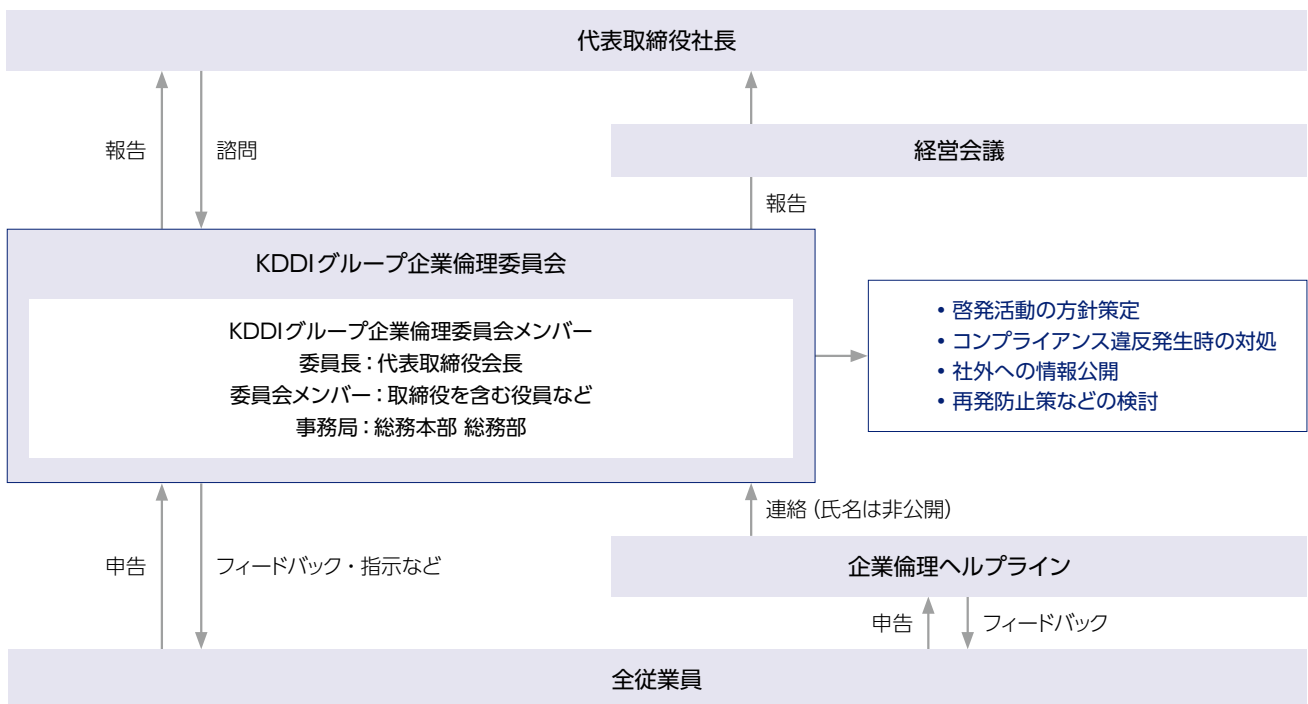 代表取締役社長
報告
諮問
経営会議
報告
KDDIグループ企業倫理委員会
KDDIグループ企業倫理委員会メンバー
委員長：代表取締役会長
委員会メンバー：取締役を含む役員など
事務局：総務本部 総務部
• 啓発活動の方針策定
• コンプライアンス違反発生時の対処
• 社外への情報公開
• 再発防止策などの検討
連絡（氏名は非公開）
申告
フィードバック・指示など
企業倫理ヘルプライン
申告
フィードバック
全従業員